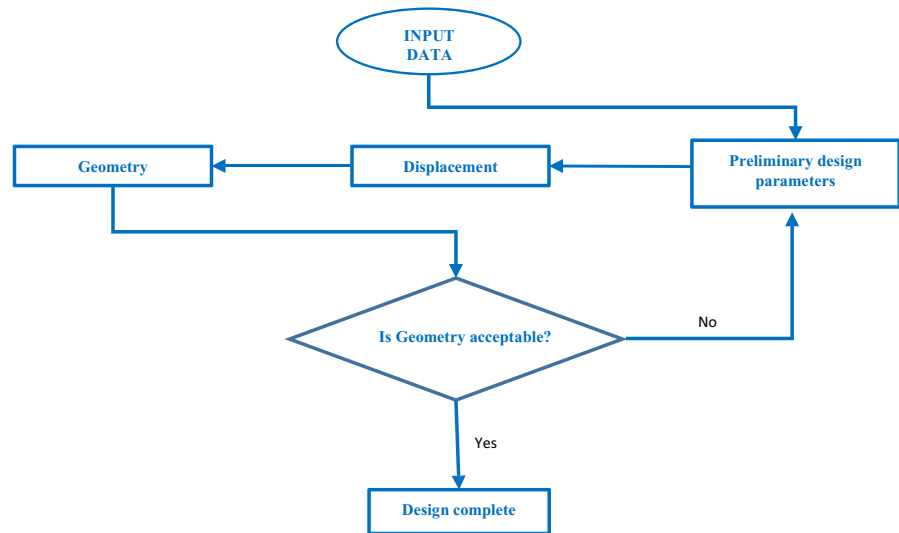 INPUT
DATA
Geometry
Displacement
Preliminary design
parameters
Is Geometry acceptable?
No
Yes
Design complete